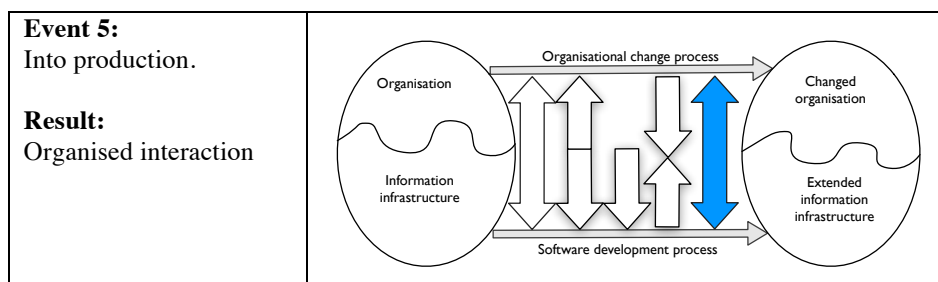 Event 5:
Into production.
Result:
Organised interaction
Organisational change process
Organisation
Information
infrastructure
Changed
organisation
Extended
information
infrastructure
Software development process